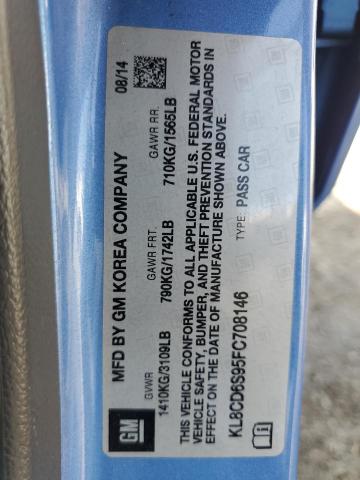 GM
MFD BY GM KOREA COMPANY 08/14
GVWR GAWR FRT. GAWR RR.
1410KG/3109LB 790KG/1742LB 710KG/1565LB
THIS VEHICLE CONFORMS TO ALL APPLICABLE U.S. FEDERAL MOTOR
VEHICLE SAFETY, BUMPER, AND THEFT PREVENTION STANDARDS IN
EFFECT ON THE DATE OF MANUFACTURE SHOWN ABOVE.
KL8CD6S95FC708146 TYPE: PASS CAR